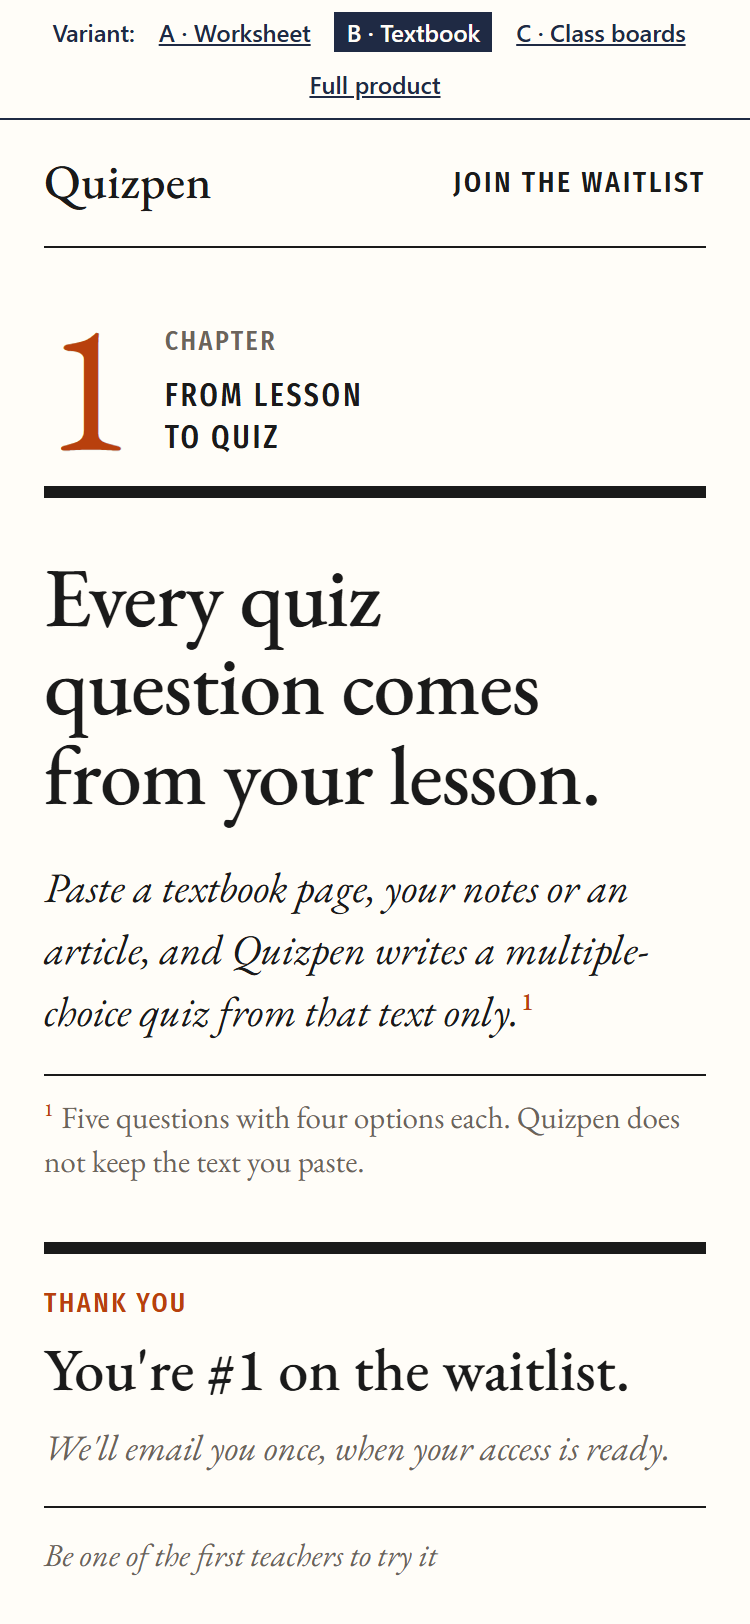 Variant: A · Worksheet B · Textbook C · Class boards
Full product
Quizpen JOIN THE WAITLIST
1
CHAPTER
FROM LESSON
TO QUIZ
Every quiz
question comes
from your lesson.
Paste a textbook page, your notes or an
article, and Quizpen writes a multiple-
choice quiz from that text only.1
1 Five questions with four options each. Quizpen does
not keep the text you paste.
THANK YOU
You're #1 on the waitlist.
We'll email you once, when your access is ready.
Be one of the first teachers to try it